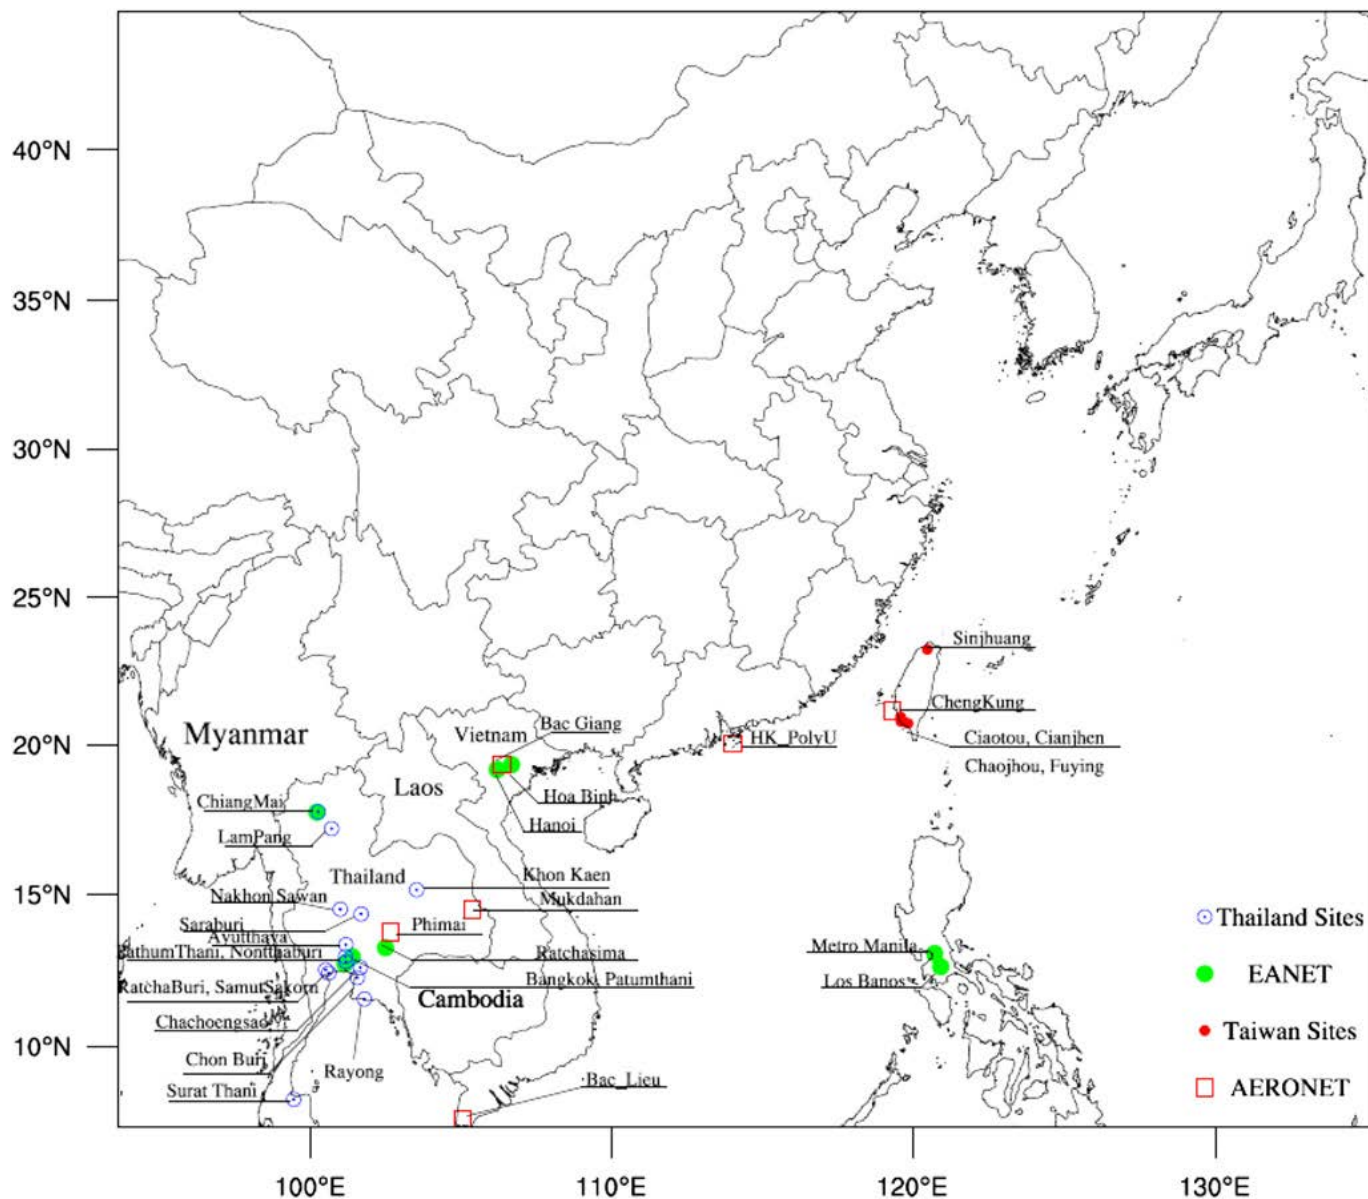 40°N
35°N
30°N
25°N
20°N
15°N
10°N
Sinjhuang
ChengKung
Ciaotou, Cianjhen
Chaojhou, Fuying
HK_PolyU
Myanmar
Vietnam
Bac Giang
Laos
Hoa Binh
Hanoi
ChiangMai
LamPang
Thailand
Khon Kaen
Mukdahan
Nakhon Sawan
Saraburi
Phimai
Ayutthaya
PathumThani, Nontthaburi
Ratchasima
Bangkok, Patumthani
RatchaBuri, SamutSakorn
Cambodia
Chachoengsao
Chon Buri
Rayong
Surat Thani
Bac_Lieu
Metro Manila
Los Banos
Thailand Sites
EANET
Taiwan Sites
AERONET
100°E
110°E
120°E
130°E